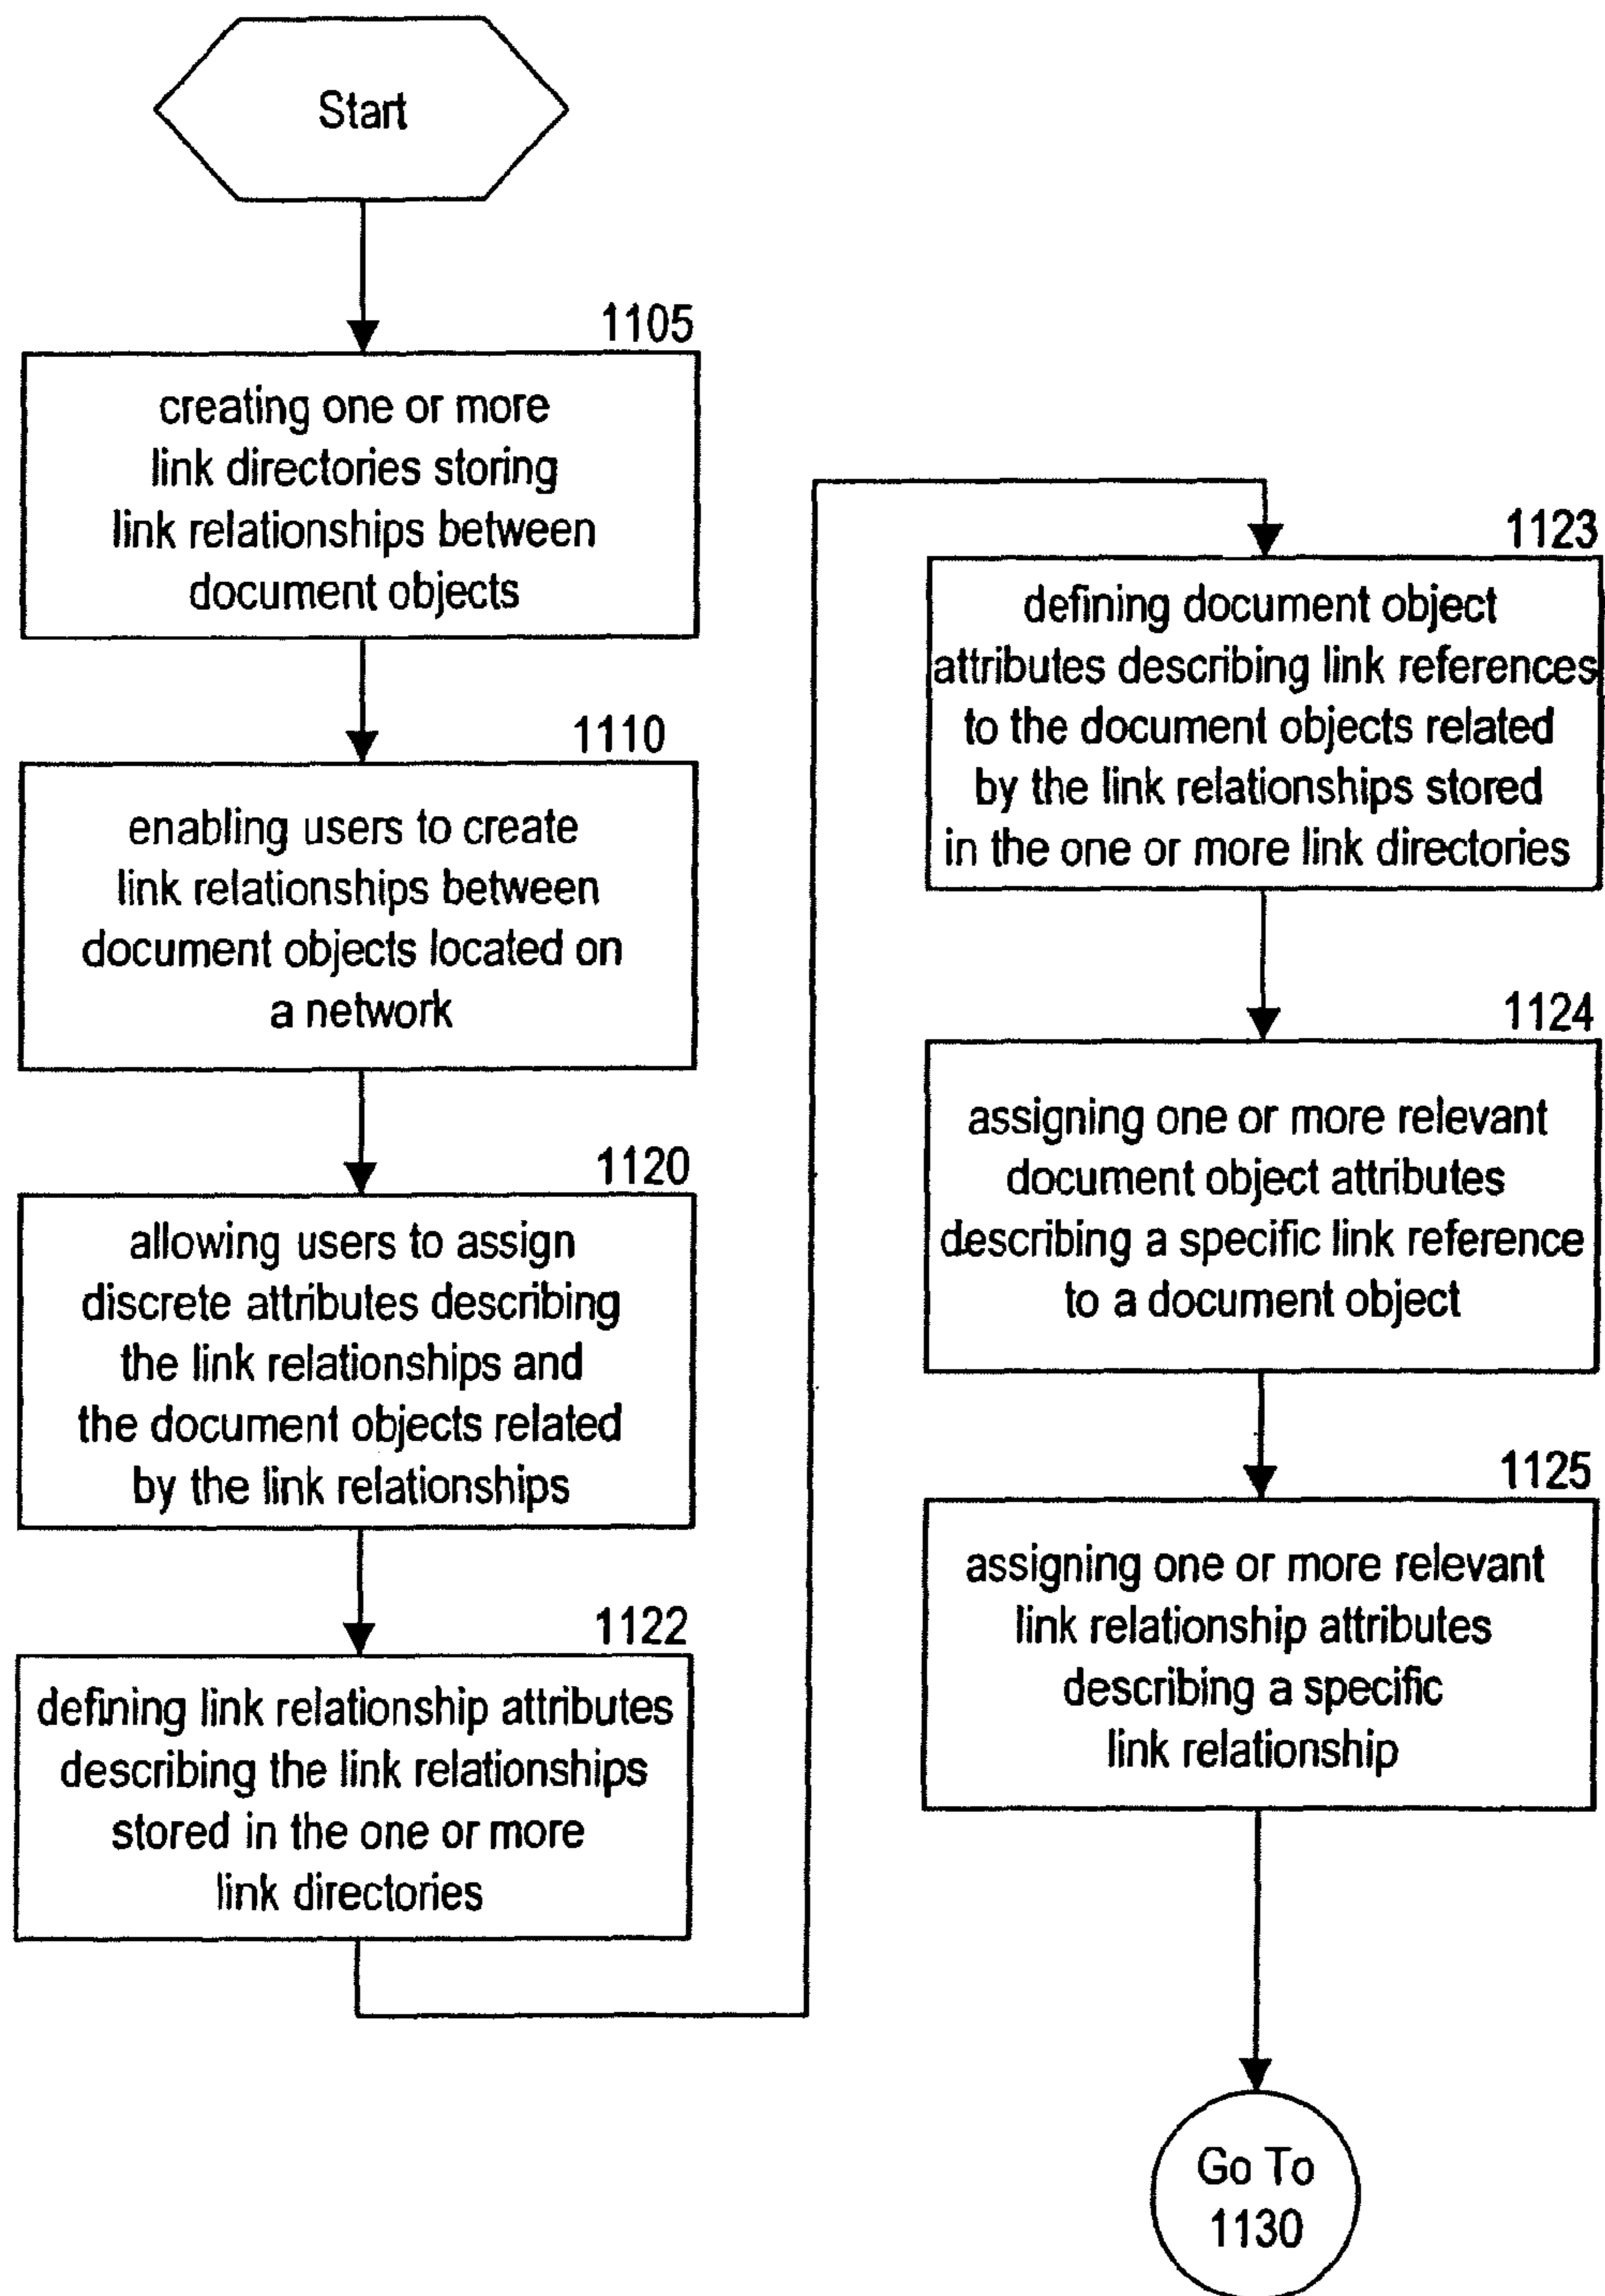 Start
1105
creating one or more
link directories storing
link relationships between
document objects
1110
enabling users to create
link relationships between
document objects located on
a network
1120
allowing users to assign
discrete attributes describing
the link relationships and
the document objects related
by the link relationships
1122
defining link relationship attributes
describing the link relationships
stored in the one or more
link directories
1123
defining document object
attributes describing link references
to the document objects related
by the link relationships stored
in the one or more link directories
1124
assigning one or more relevant
document object attributes
describing a specific link reference
to a document object
1125
assigning one or more relevant
link relationship attributes
describing a specific
link relationship
Go To
1130